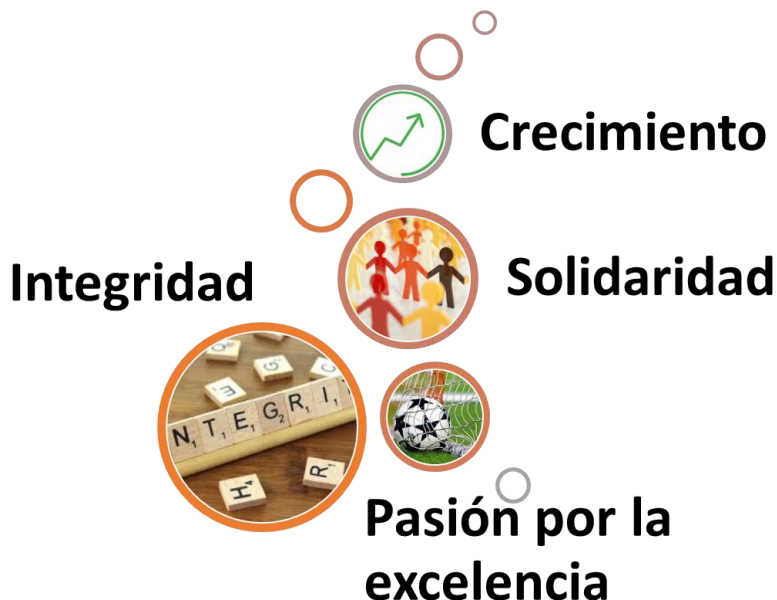 Crecimiento
Solidaridad
Integridad
NTEGRI
H
R
Pasión por la
excelencia